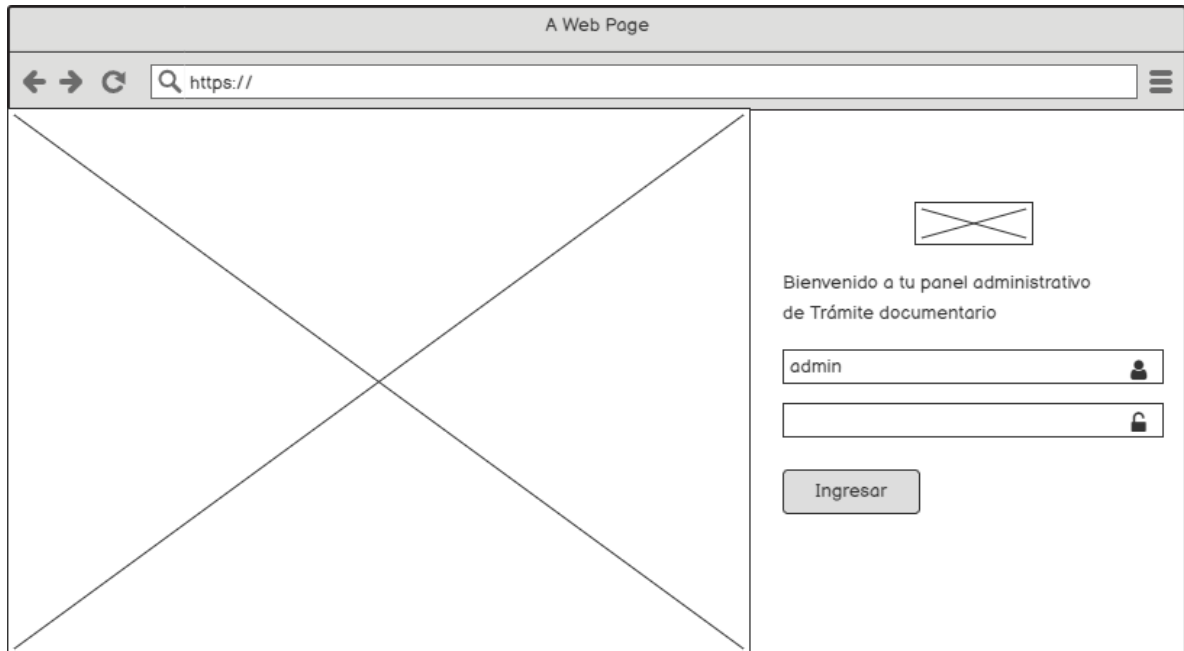 A Web Page
https://
Bienvenido a tu panel administrativo
de Trámite documentario
admin
Ingresar